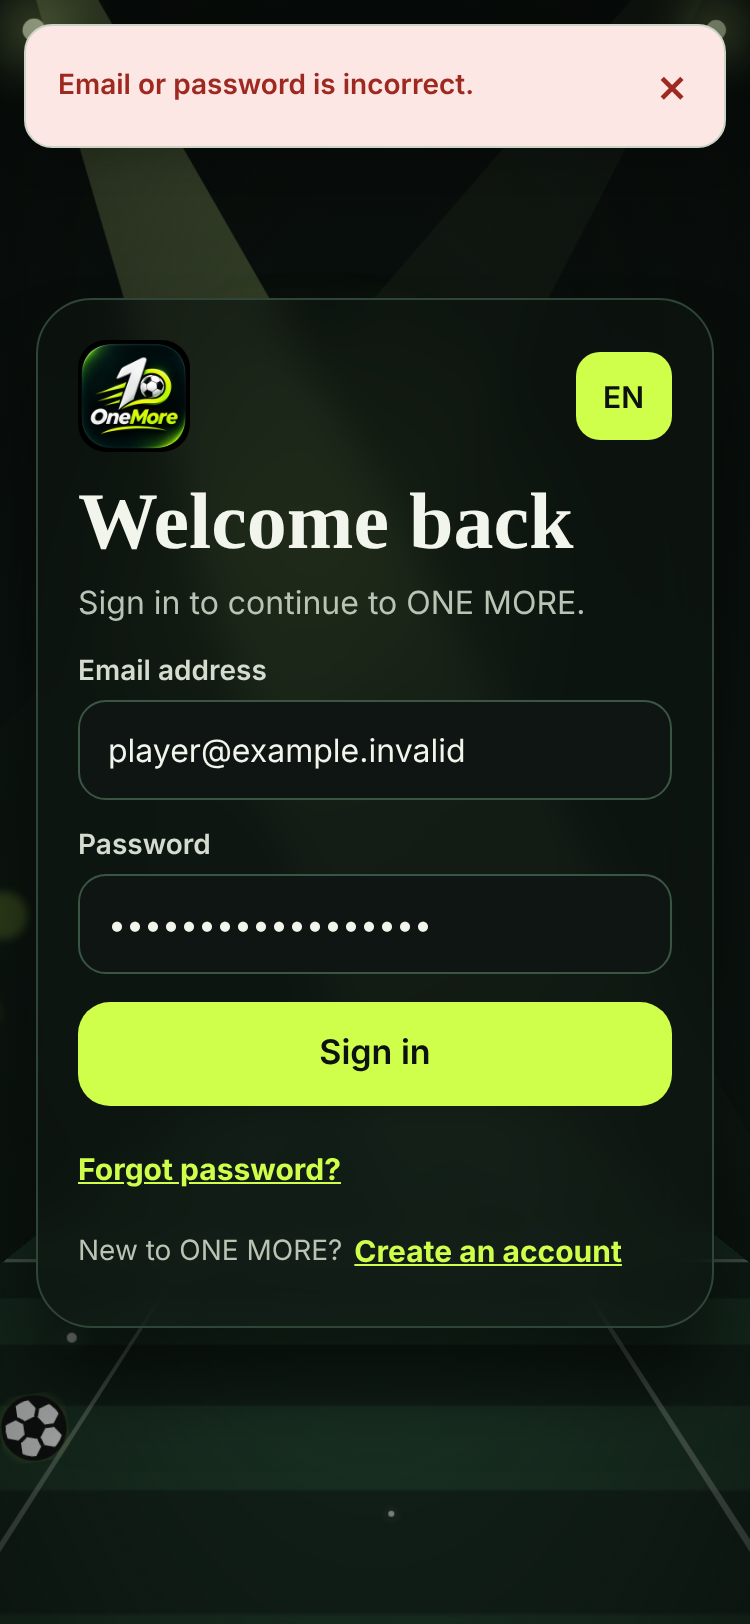 Email or password is incorrect.
OneMore
EN
Welcome back
Sign in to continue to ONE MORE.
Email address
player@example.invalid
Password
Sign in
Forgot password?
New to ONE MORE? Create an account